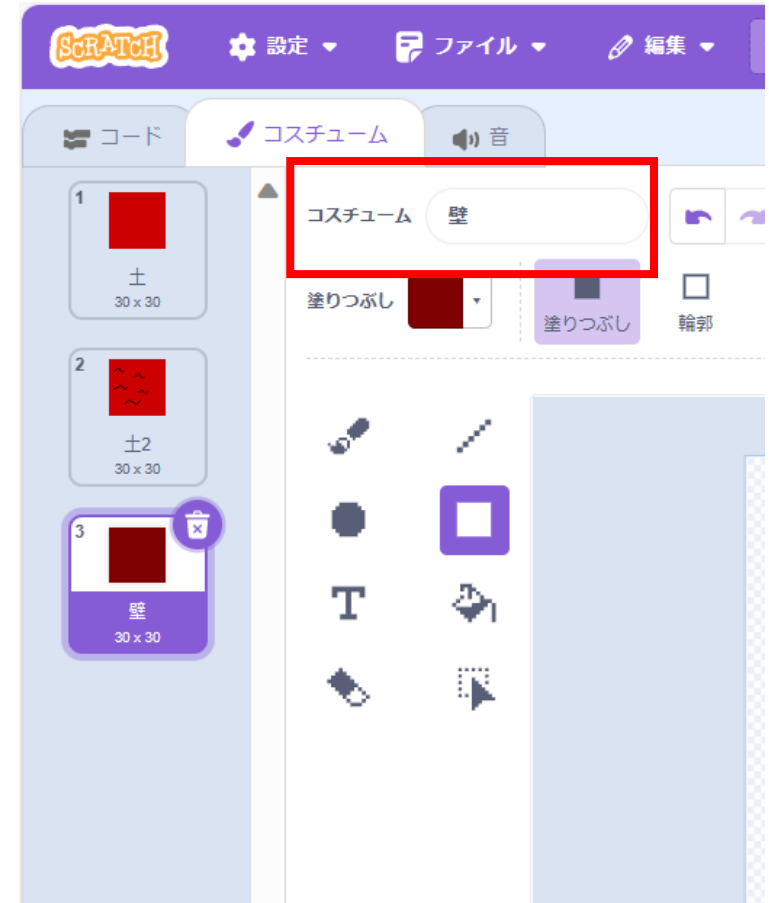 SCRATCH 設定 ファイル 編集
コード コスチューム 音
1
土
30 x 30
2
土2
30 x 30
3
壁
30 x 30
コスチューム 壁
塗りつぶし 塗りつぶし 輪郭
T